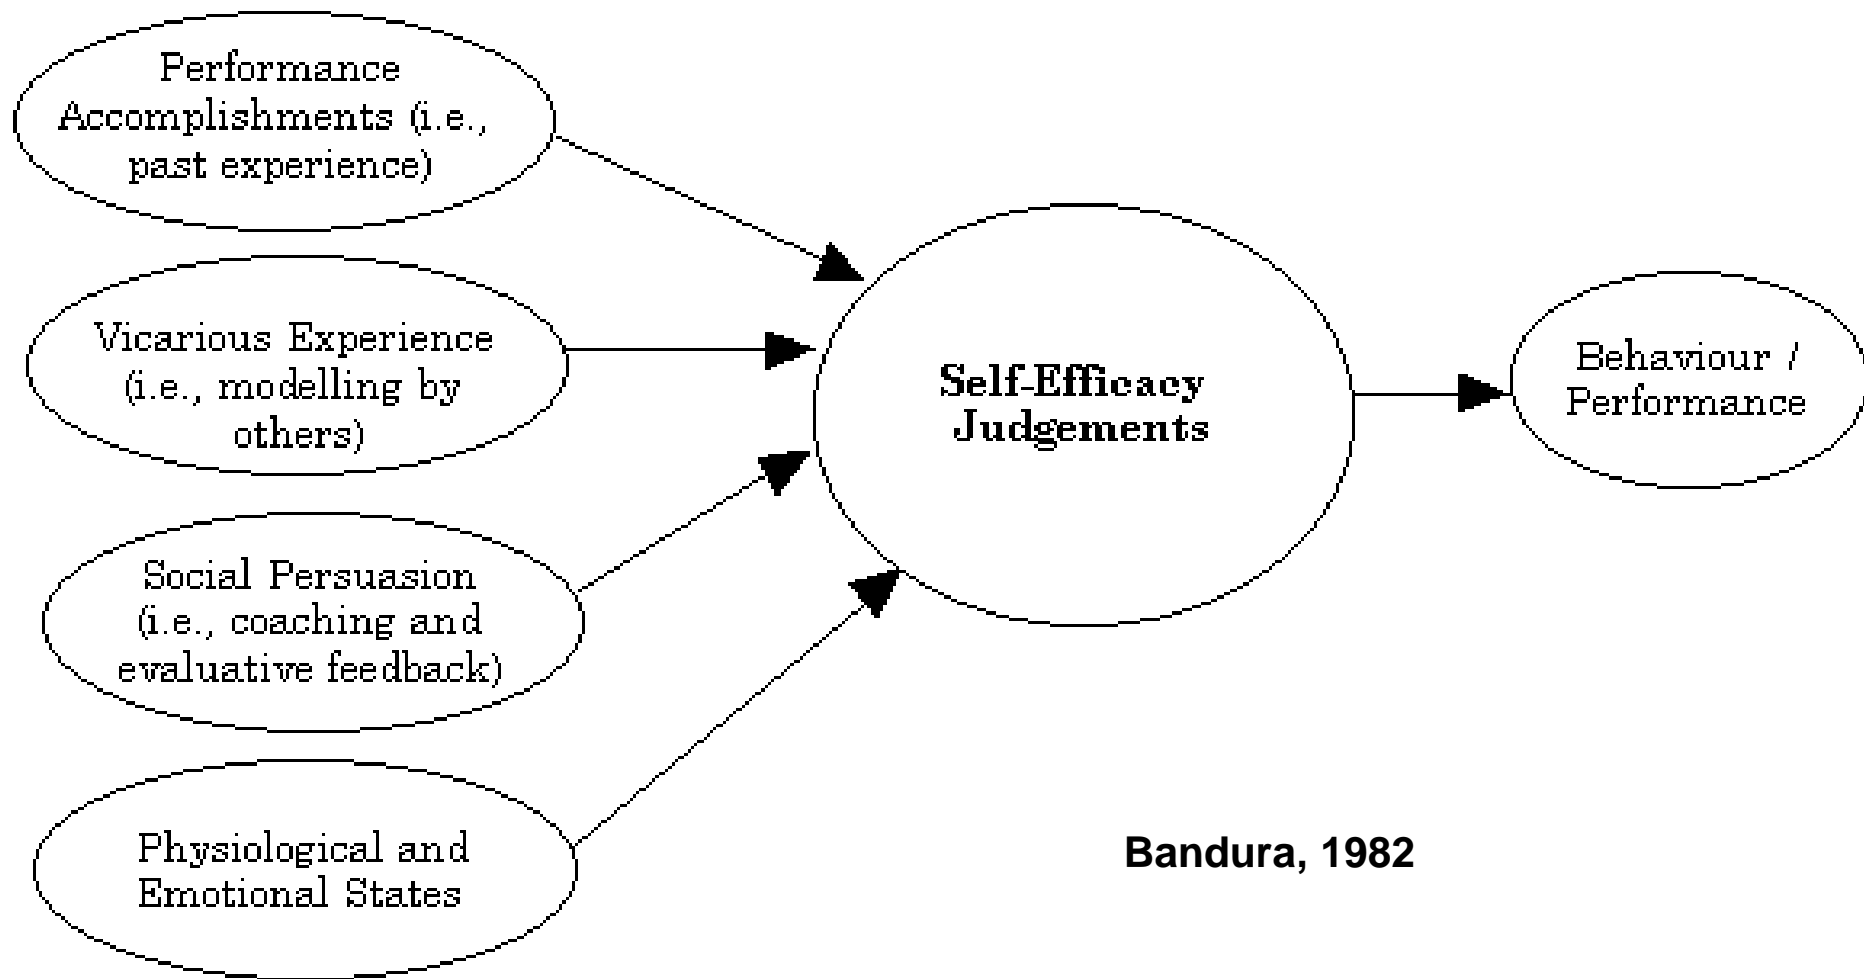 Performance
Accomplishments (i.e.,
past experience)
Vicarious Experience
(i.e., modelling by
others)
Social Persuasion
(i.e., coaching and
evaluative feedback)
Physiological and
Emotional States
Self-Efficacy
Judgements
Behaviour /
Performance
Bandura, 1982